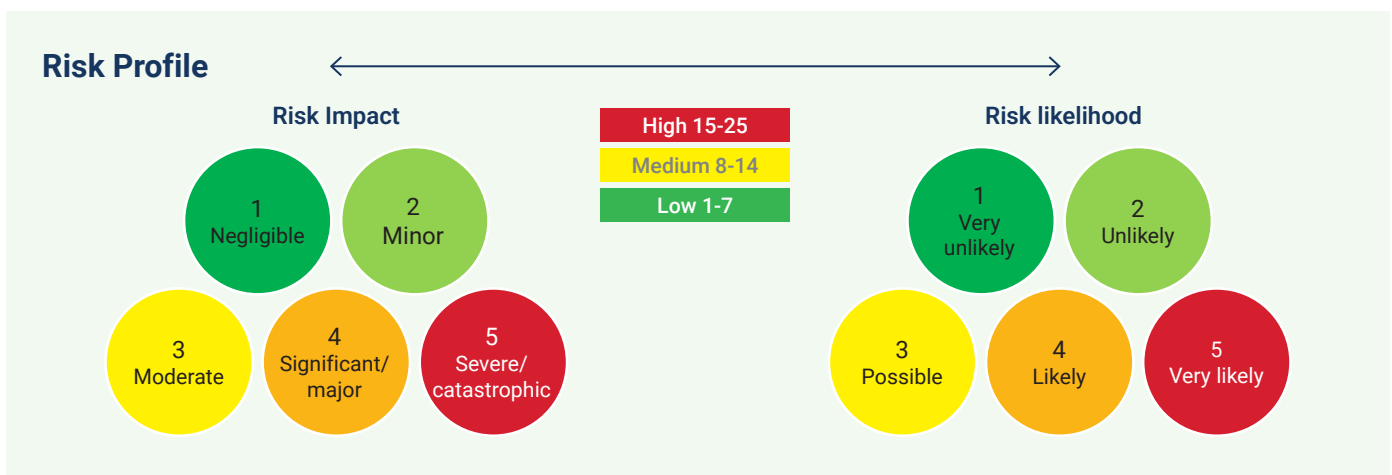 Risk Profile
Risk Impact
High 15-25
Medium 8-14
Low 1-7
Risk likelihood
1
Negligible
2
Minor
3
Moderate
4
Significant/
major
5
Severe/
catastrophic
1
Very
unlikely
2
Unlikely
3
Possible
4
Likely
5
Very likely